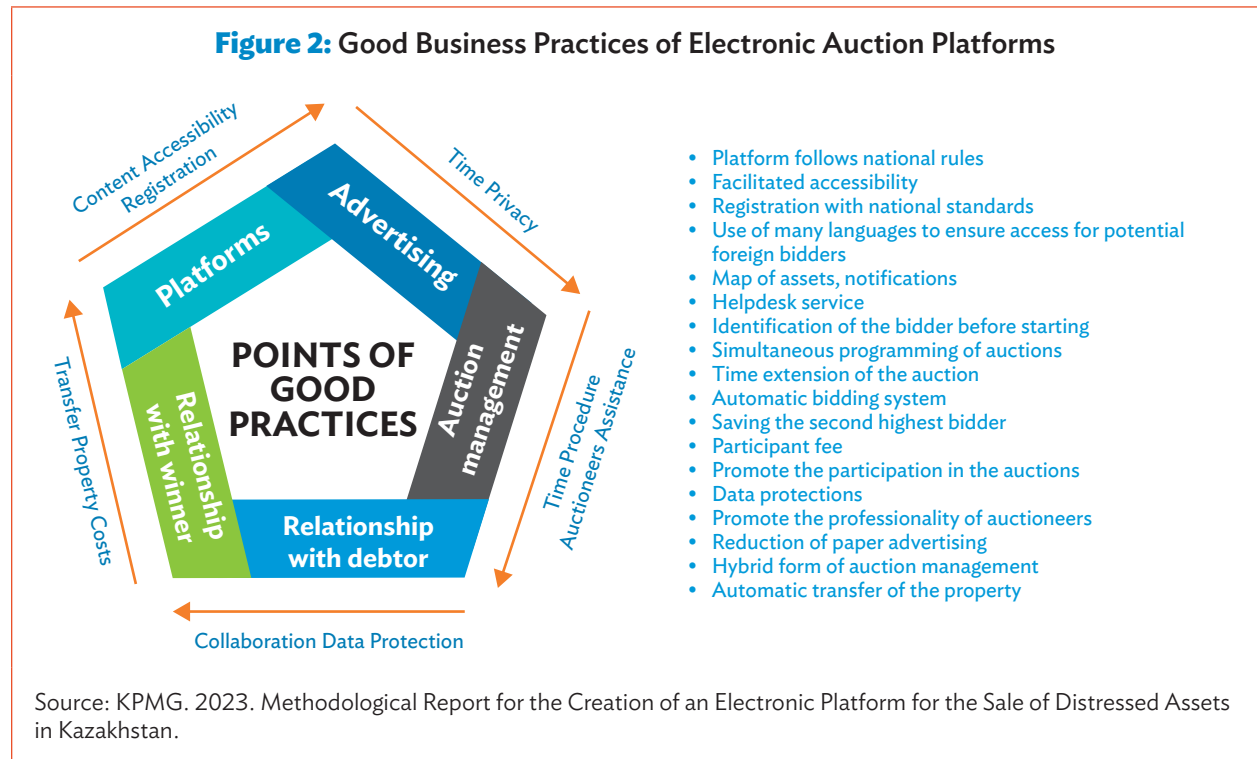 Figure 2: Good Business Practices of Electronic Auction Platforms
Content Accessibility
Registration
Time Privacy
Platforms
Advertising
Auction
management
Time Procedure
Auctioneers Assistance
POINTS OF
GOOD
PRACTICES
Transfer Property Costs
Relationship
with winner
Relationship
with debtor
Collaboration Data Protection
• Platform follows national rules
• Facilitated accessibility
• Registration with national standards
• Use of many languages to ensure access for potential
foreign bidders
• Map of assets, notifications
• Helpdesk service
• Identification of the bidder before starting
• Simultaneous programming of auctions
• Time extension of the auction
• Automatic bidding system
• Saving the second highest bidder
• Participant fee
• Promote the participation in the auctions
• Data protections
• Promote the professionality of auctioneers
• Reduction of paper advertising
• Hybrid form of auction management
• Automatic transfer of the property
Source: KPMG. 2023. Methodological Report for the Creation of an Electronic Platform for the Sale of Distressed Assets
in Kazakhstan.